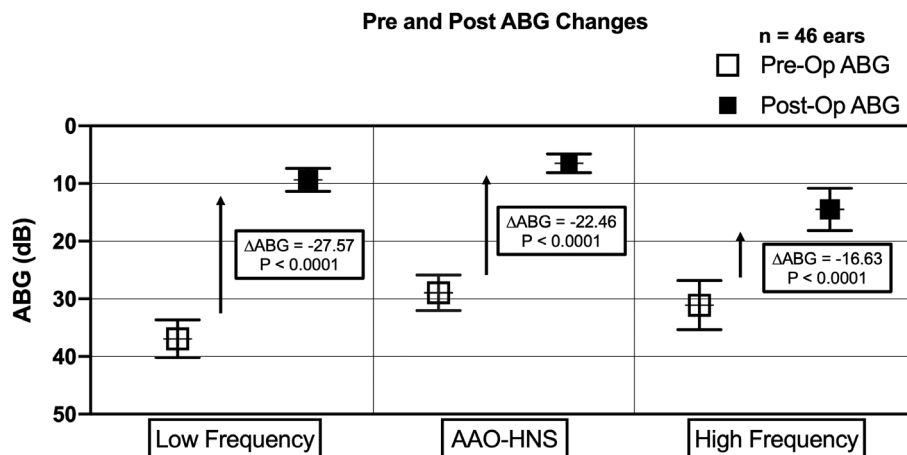 Pre and Post ABG Changes
n = 46 ears
Pre-Op ABG
Post-Op ABG
ABG (dB)
0
10
20
30
40
50
ΔABG = -27.57
P < 0.0001
ΔABG = -22.46
P < 0.0001
ΔABG = -16.63
P < 0.0001
Low Frequency
AAO-HNS
High Frequency